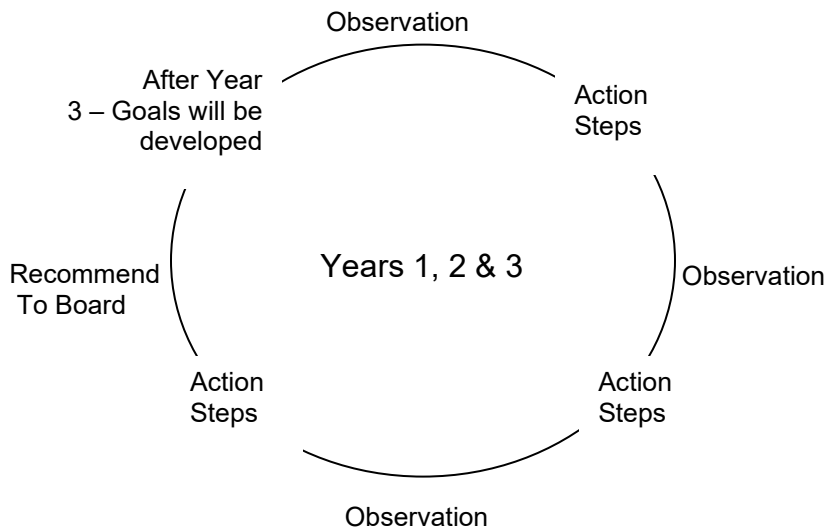 Observation
After Year
3 – Goals will be
developed
Action
Steps
Years 1, 2 & 3
Recommend
To Board
Observation
Action
Steps
Action
Steps
Observation